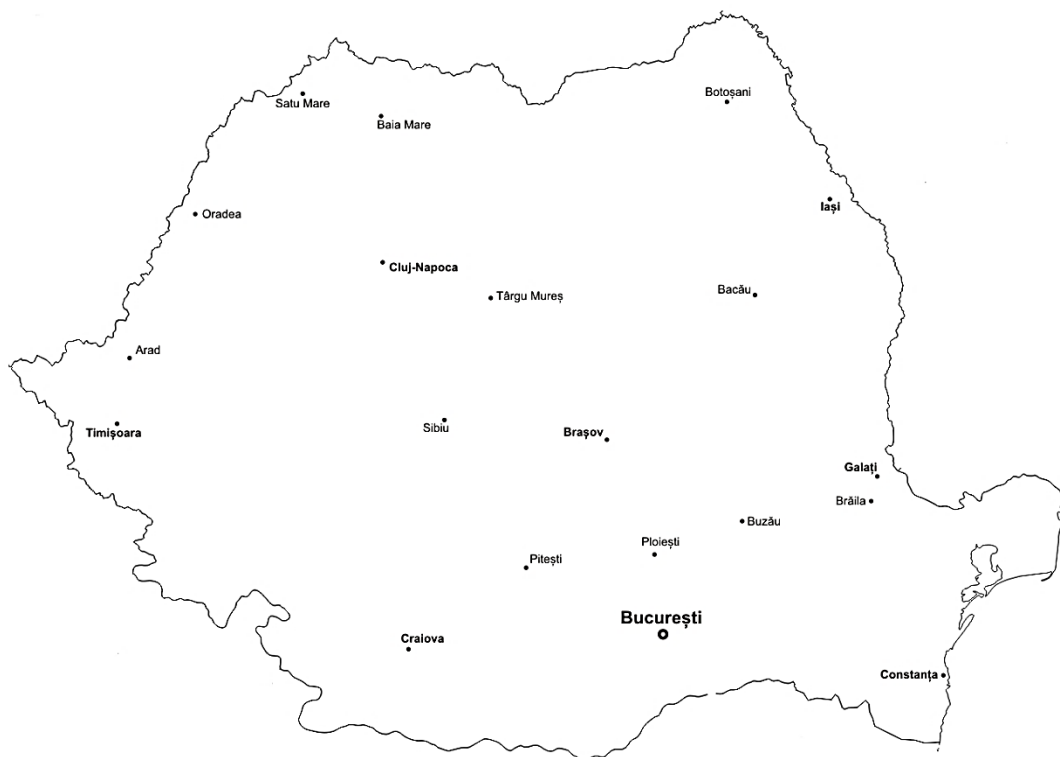 Botoșani
Satu Mare
Baia Mare
Iași
Oradea
Cluj-Napoca
Bacău
Târgu Mureș
Arad
Sibiu
Timișoara
Brașov
Galați
Brăila
Buzău
Ploiești
Pitești
București
Craiova
Constanța